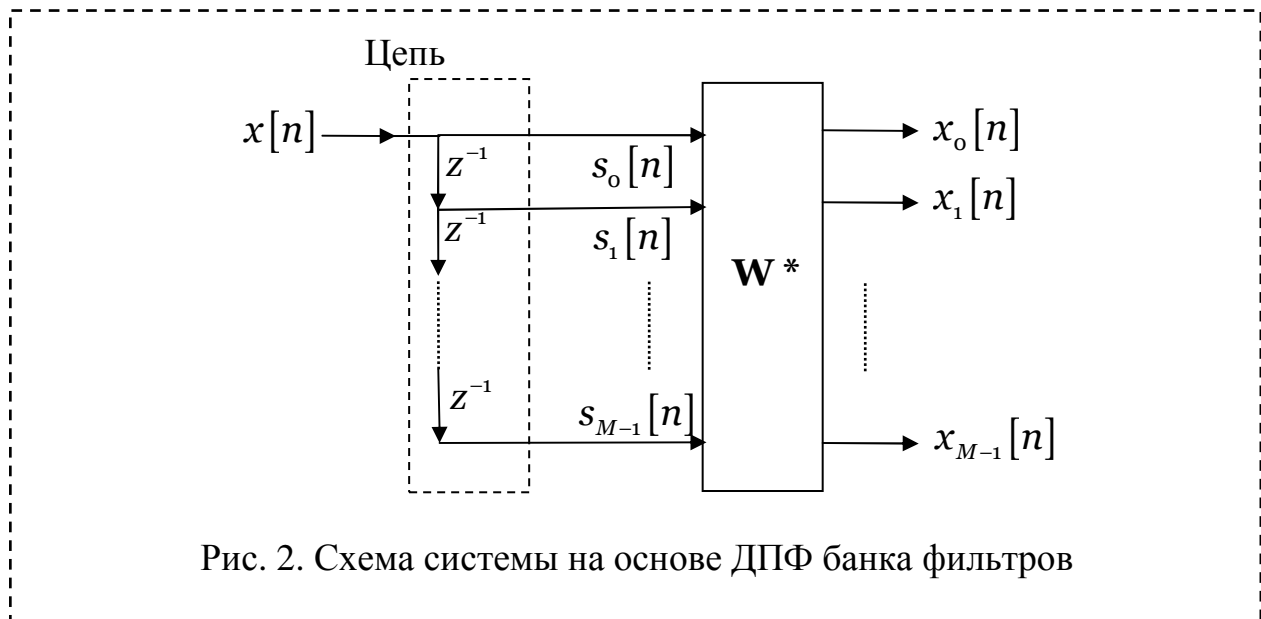 Цепь
x[n]
z⁻¹
s₀[n]
x₀[n]
z⁻¹
s₁[n]
x₁[n]
W*
z⁻¹
s_{M−1}[n]
x_{M−1}[n]
Рис. 2. Схема системы на основе ДПФ банка фильтров